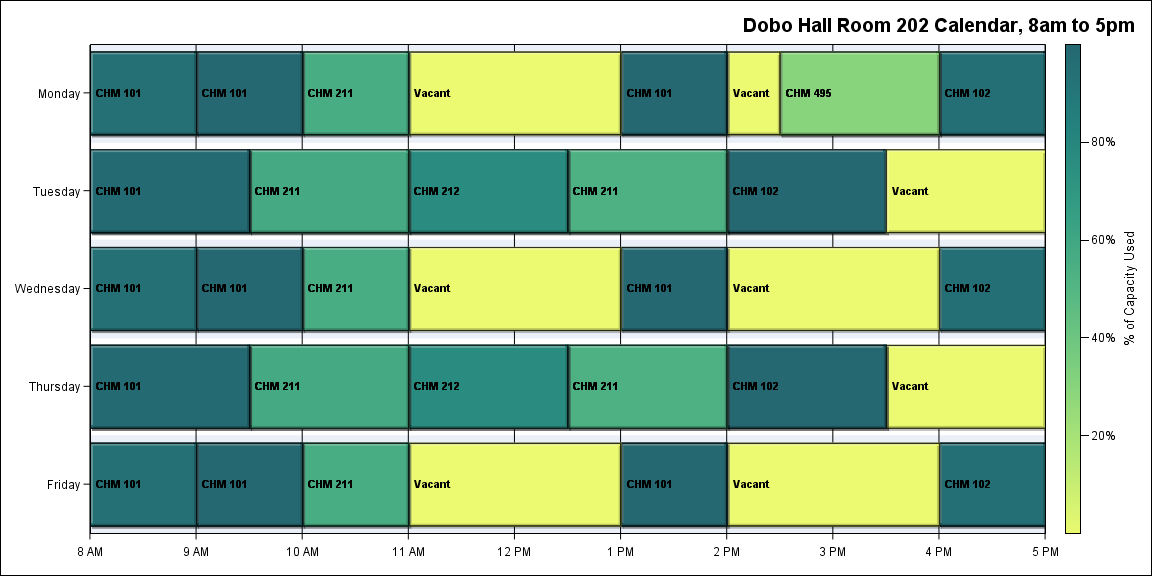 Dobo Hall Room 202 Calendar, 8am to 5pm
Monday
CHM 101
CHM 101
CHM 211
Vacant
CHM 101
Vacant
CHM 495
CHM 102
Tuesday
CHM 101
CHM 211
CHM 212
CHM 211
CHM 102
Vacant
Wednesday
CHM 101
CHM 101
CHM 211
Vacant
CHM 101
Vacant
CHM 102
Thursday
CHM 101
CHM 211
CHM 212
CHM 211
CHM 102
Vacant
Friday
CHM 101
CHM 101
CHM 211
Vacant
CHM 101
Vacant
CHM 102
8 AM
9 AM
10 AM
11 AM
12 PM
1 PM
2 PM
3 PM
4 PM
5 PM
80%
60%
40%
20%
% of Capacity Used